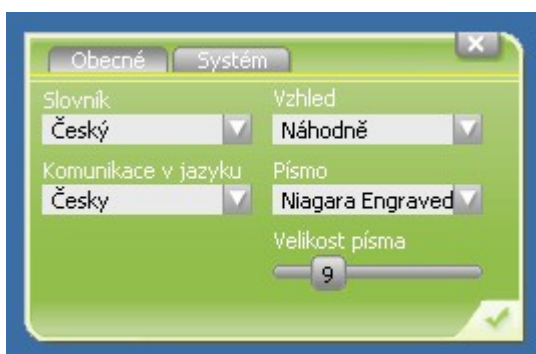 Obecné Systém
Slovník
Český
Komunikace v jazyku
Česky
Vzhled
Náhodně
Písmo
Niagara Engraved
Velikost písma
9